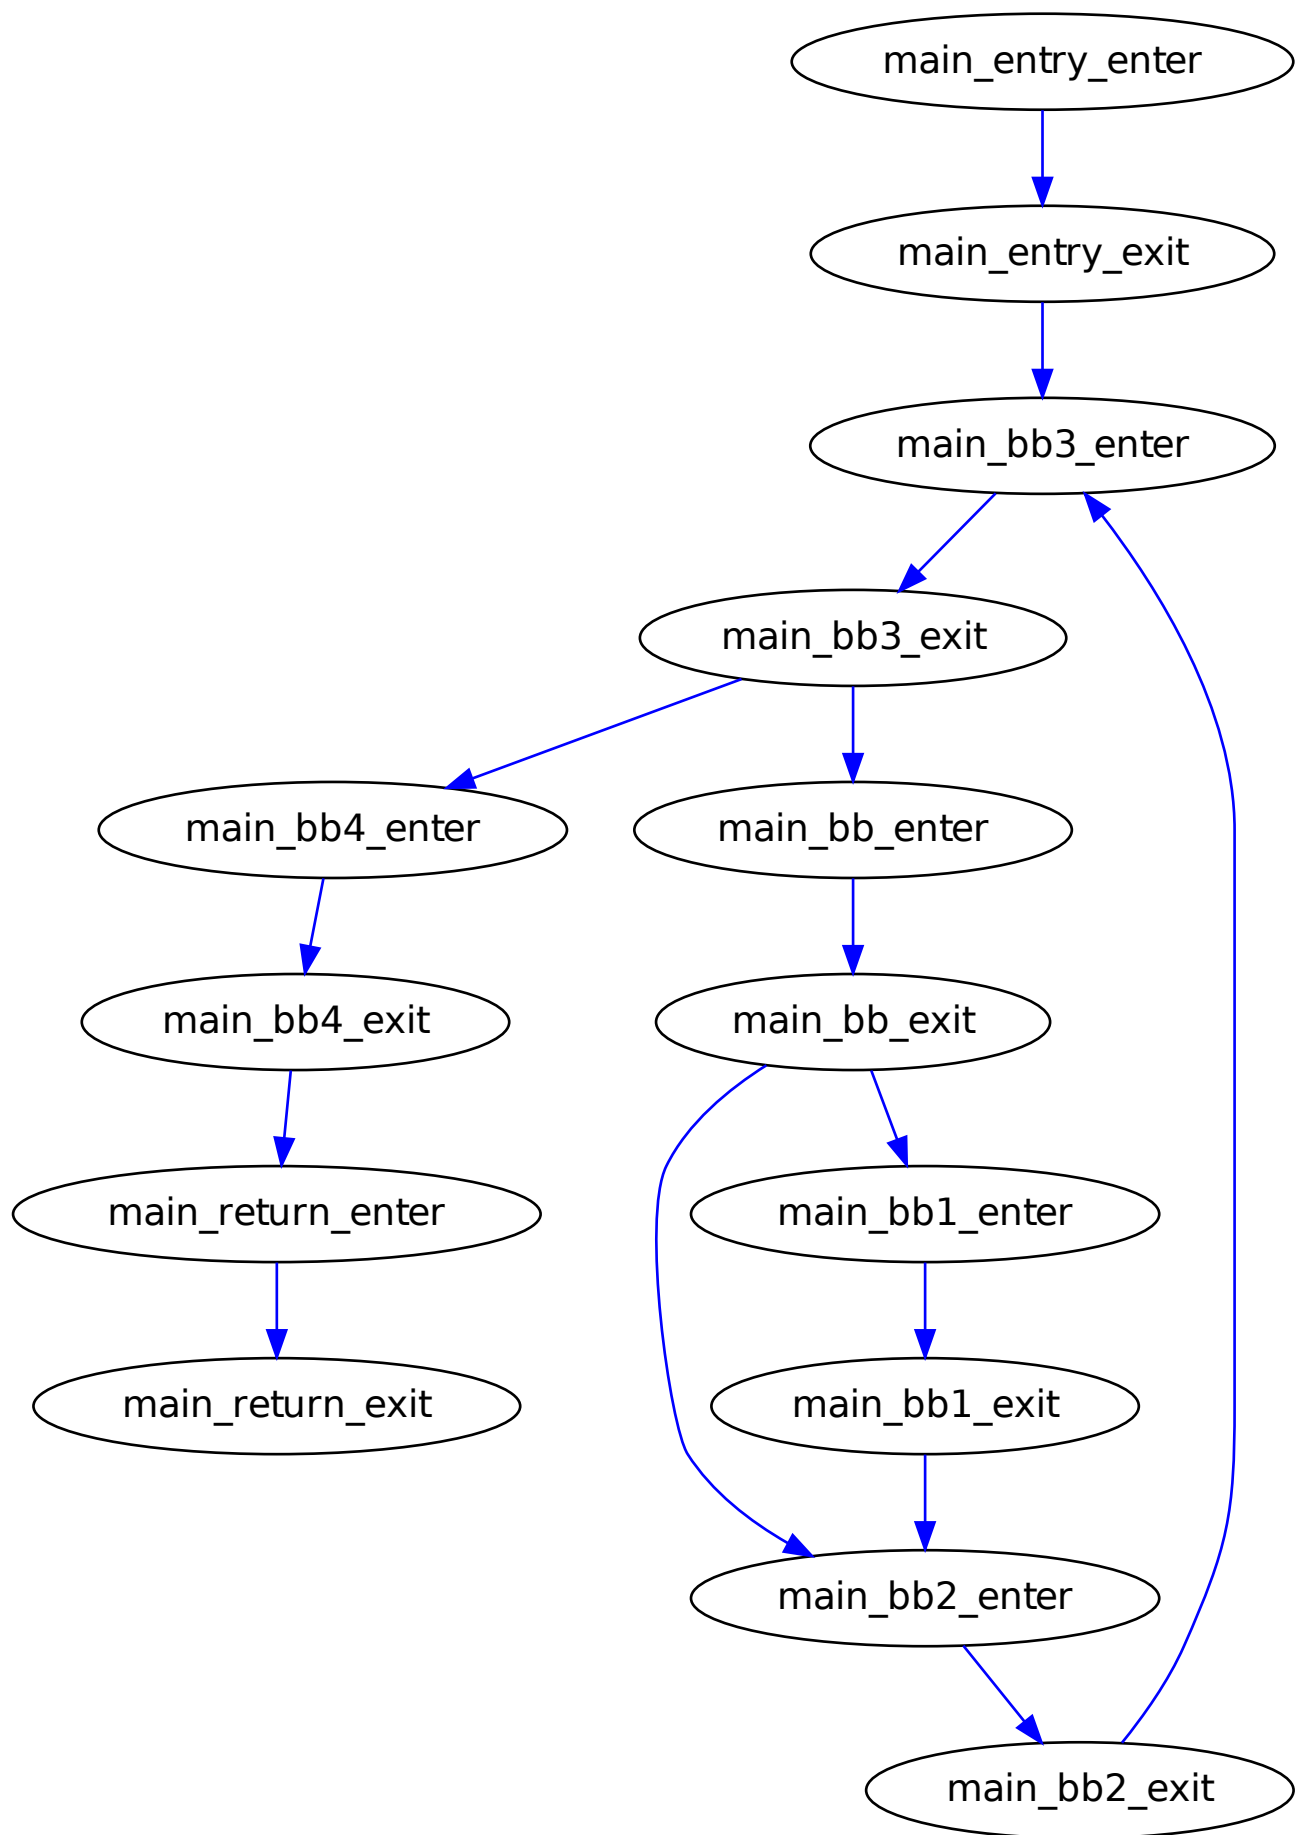 main_entry_enter
main_entry_exit
main_bb3_enter
main_bb3_exit
main_bb4_enter
main_bb_enter
main_bb4_exit
main_bb_exit
main_return_enter
main_bb1_enter
main_return_exit
main_bb1_exit
main_bb2_enter
main_bb2_exit